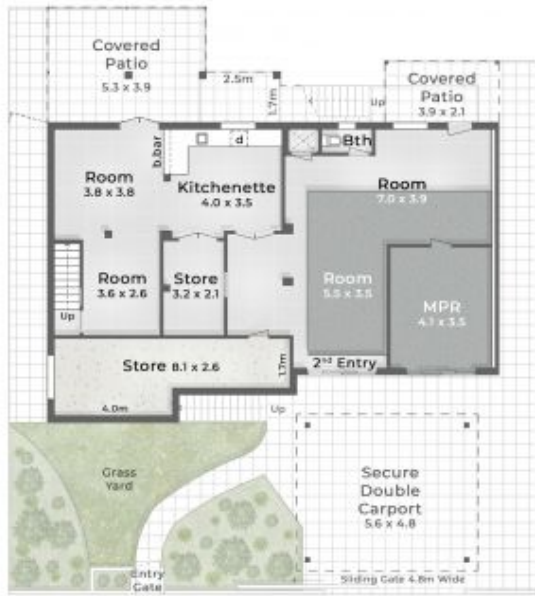 Covered
Patio
5.3 x 3.9
2.5m
1.7m
Up
Covered
Patio
3.9 x 2.1
b.bar
d
Bth
Room
3.8 x 3.8
Kitchenette
4.0 x 3.5
Room
7.0 x 3.9
Room
3.6 x 2.6
Store
3.2 x 2.1
Room
5.5 x 3.5
MPR
4.1 x 3.5
Up
Store 8.1 x 2.6
1.7m
2nd Entry
4.0m
Up
Grass
Yard
Secure
Double
Carport
5.6 x 4.8
Entry
Gate
Sliding Gate 4.8m Wide